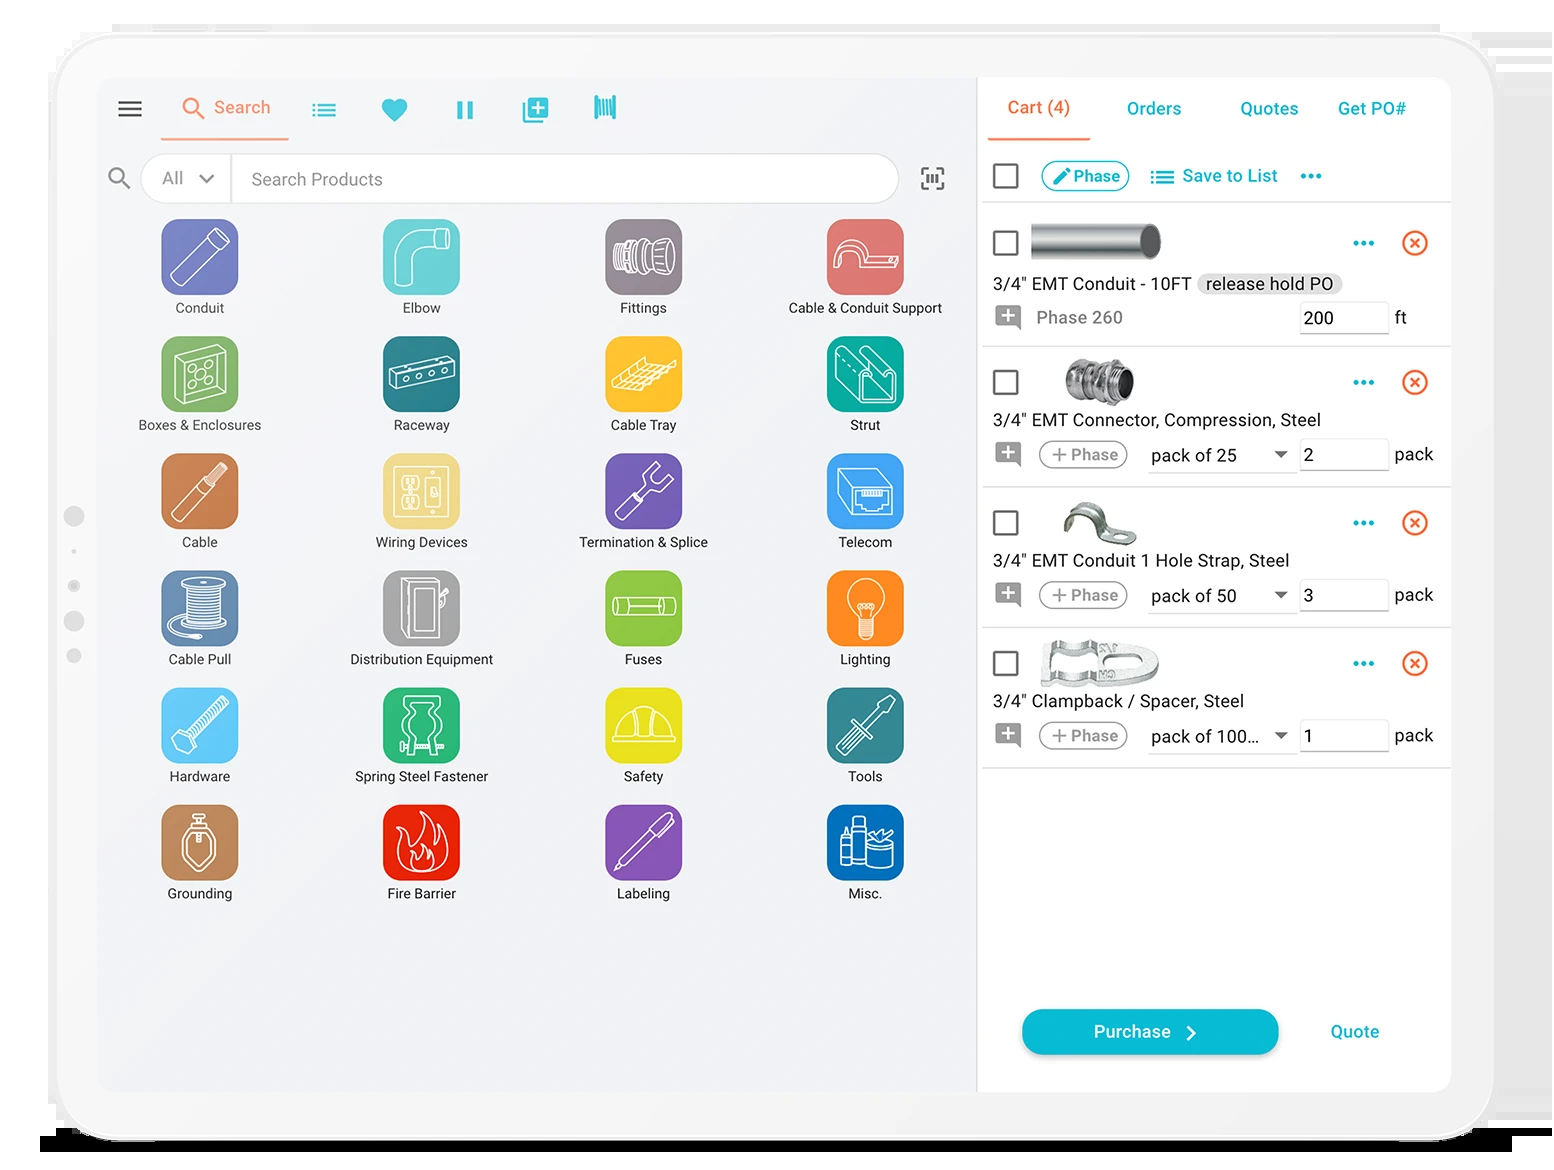 Search
All
Search Products
Conduit
Elbow
Fittings
Cable & Conduit Support
Boxes & Enclosures
Raceway
Cable Tray
Strut
Cable
Wiring Devices
Termination & Splice
Telecom
Cable Pull
Distribution Equipment
Fuses
Lighting
Hardware
Spring Steel Fastener
Safety
Tools
Grounding
Fire Barrier
Labeling
Misc.
Cart (4)
Orders
Quotes
Get PO#
Phase
Save to List
3/4" EMT Conduit - 10FT release hold PO
Phase 260
200 ft
3/4" EMT Connector, Compression, Steel
+ Phase pack of 25 2 pack
3/4" EMT Conduit 1 Hole Strap, Steel
+ Phase pack of 50 3 pack
3/4" Clampback / Spacer, Steel
+ Phase pack of 100... 1 pack
Purchase
Quote